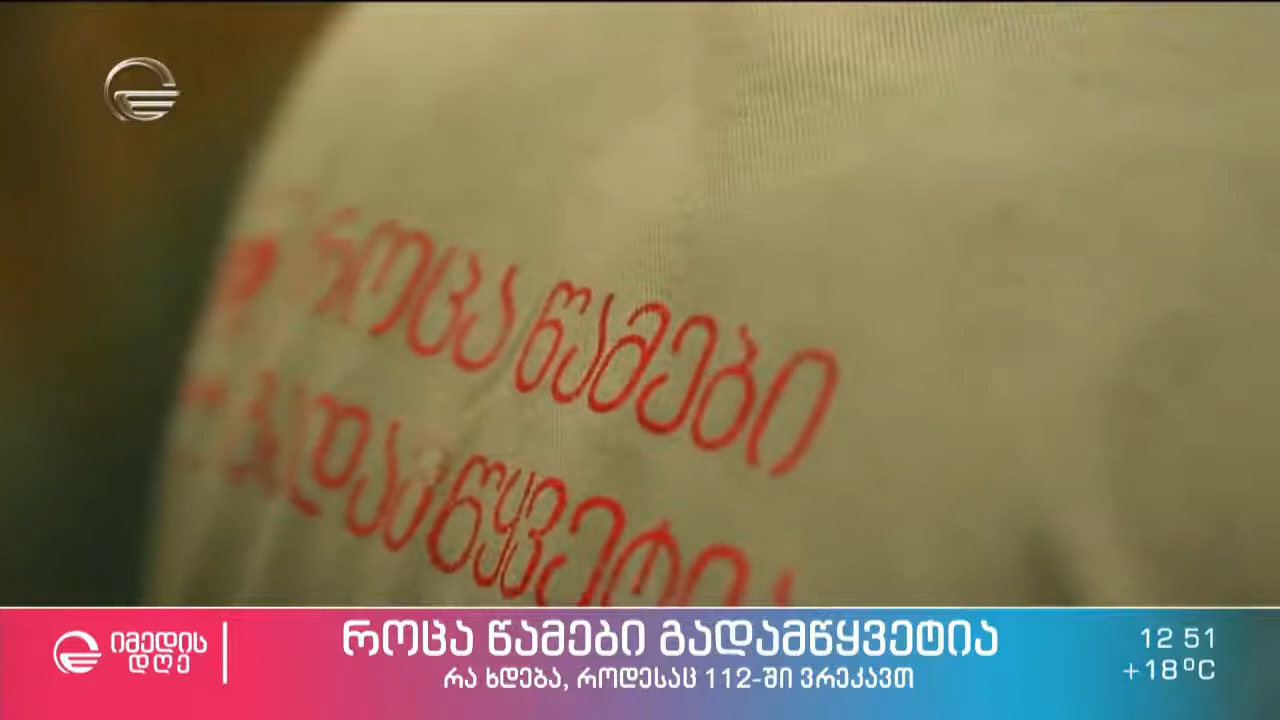 როცა წამები
გადამწყვეტია
იმედის
დღე
როცა წამები გადამწყვეტია
რა ხდება, როდესაც 112-ში ვრეკავთ
12 51
+18°C